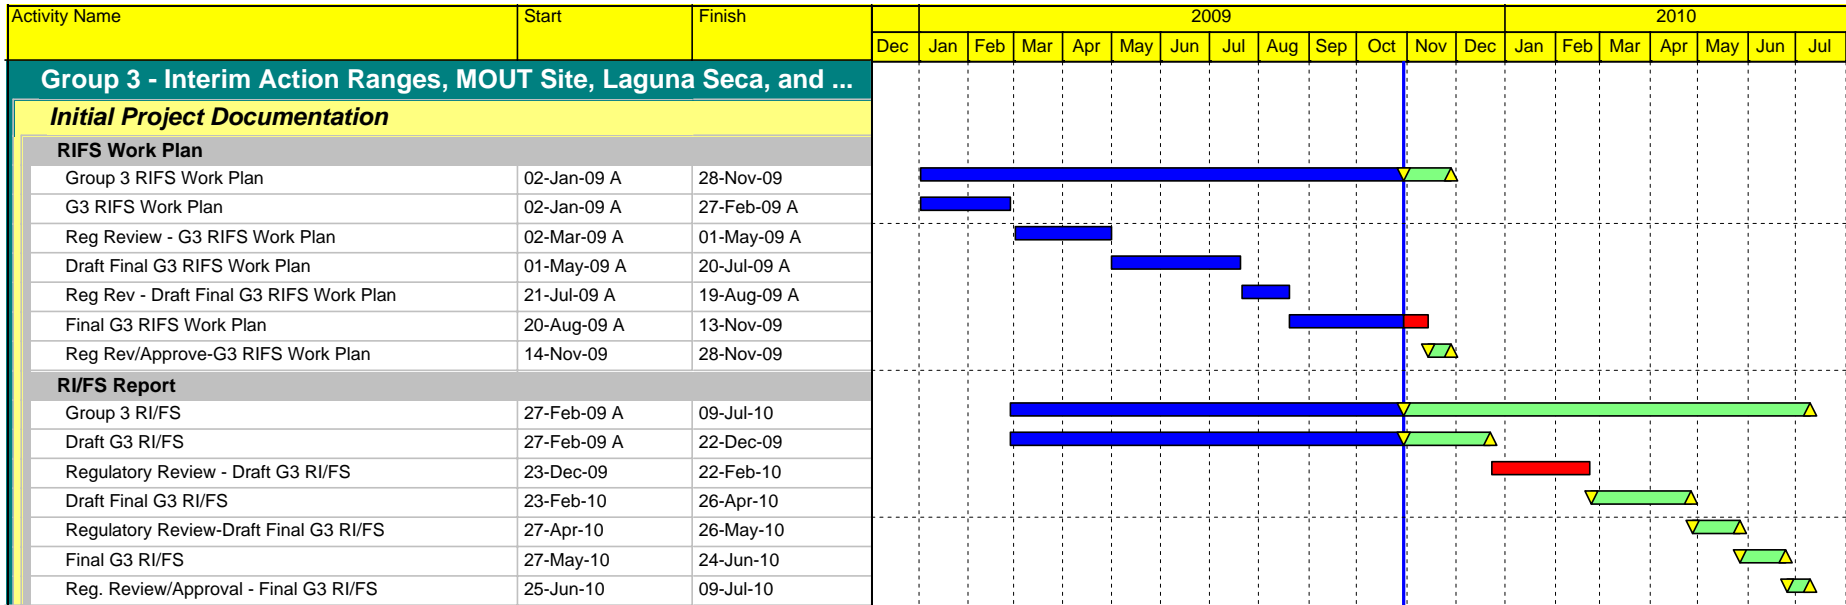 Activity Name Start Finish 2009 2010
Dec Jan Feb Mar Apr May Jun Jul Aug Sep Oct Nov Dec Jan Feb Mar Apr May Jun Jul
Group 3 - Interim Action Ranges, MOUT Site, Laguna Seca, and ...
Initial Project Documentation
RIFS Work Plan
Group 3 RIFS Work Plan 02-Jan-09 A 28-Nov-09
G3 RIFS Work Plan 02-Jan-09 A 27-Feb-09 A
Reg Review - G3 RIFS Work Plan 02-Mar-09 A 01-May-09 A
Draft Final G3 RIFS Work Plan 01-May-09 A 20-Jul-09 A
Reg Rev - Draft Final G3 RIFS Work Plan 21-Jul-09 A 19-Aug-09 A
Final G3 RIFS Work Plan 20-Aug-09 A 13-Nov-09
Reg Rev/Approve-G3 RIFS Work Plan 14-Nov-09 28-Nov-09
RI/FS Report
Group 3 RI/FS 27-Feb-09 A 09-Jul-10
Draft G3 RI/FS 27-Feb-09 A 22-Dec-09
Regulatory Review - Draft G3 RI/FS 23-Dec-09 22-Feb-10
Draft Final G3 RI/FS 23-Feb-10 26-Apr-10
Regulatory Review-Draft Final G3 RI/FS 27-Apr-10 26-May-10
Final G3 RI/FS 27-May-10 24-Jun-10
Reg. Review/Approval - Final G3 RI/FS 25-Jun-10 09-Jul-10